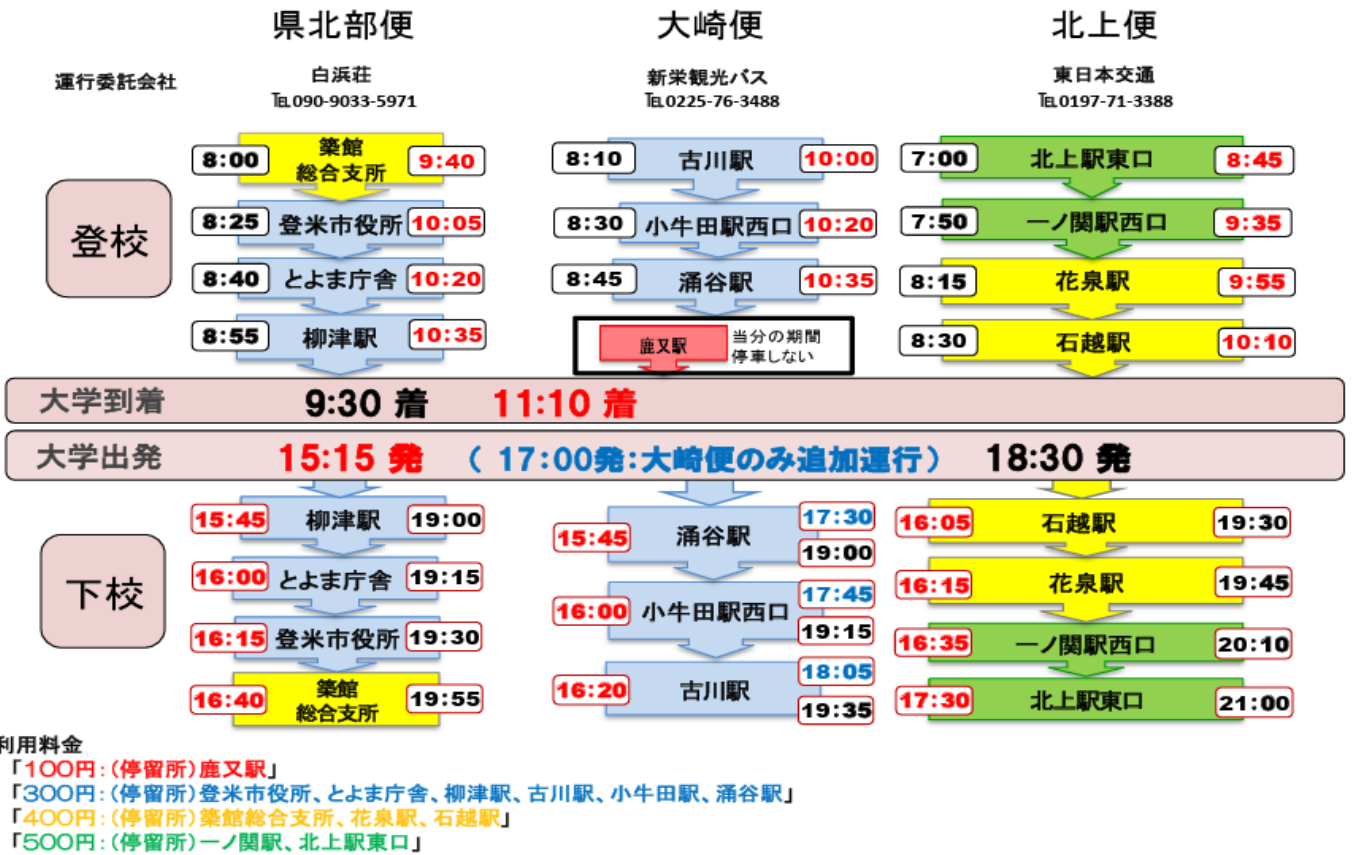 県北部便
大崎便
北上便
運行委託会社
白浜荘
℡090-9033-5971
新栄観光バス
℡0225-76-3488
東日本交通
℡0197-71-3388
登校
8:00 築館 9:40
総合支所
8:25 登米市役所 10:05
8:40 とよま庁舎 10:20
8:55 柳津駅 10:35
8:10 古川駅 10:00
8:30 小牛田駅西口 10:20
8:45 涌谷駅 10:35
鹿又駅
当分の期間
停車しない
7:00 北上駅東口 8:45
7:50 一ノ関駅西口 9:35
8:15 花泉駅 9:55
8:30 石越駅 10:10
大学到着 9:30 着 11:10 着
大学出発 15:15 発 （ 17:00発:大崎便のみ追加運行） 18:30 発
下校
15:45 柳津駅 19:00
16:00 とよま庁舎 19:15
16:15 登米市役所 19:30
16:40 築館 19:55
総合支所
17:30
15:45 涌谷駅
19:00
17:45
16:00 小牛田駅西口
19:15
18:05
16:20 古川駅
19:35
16:05 石越駅 19:30
16:15 花泉駅 19:45
16:35 一ノ関駅西口 20:10
17:30 北上駅東口 21:00
利用料金
「100円：(停留所)鹿又駅」
「300円：(停留所)登米市役所、とよま庁舎、柳津駅、古川駅、小牛田駅、涌谷駅」
「400円：(停留所)築館総合支所、花泉駅、石越駅」
「500円：(停留所)一ノ関駅、北上駅東口」